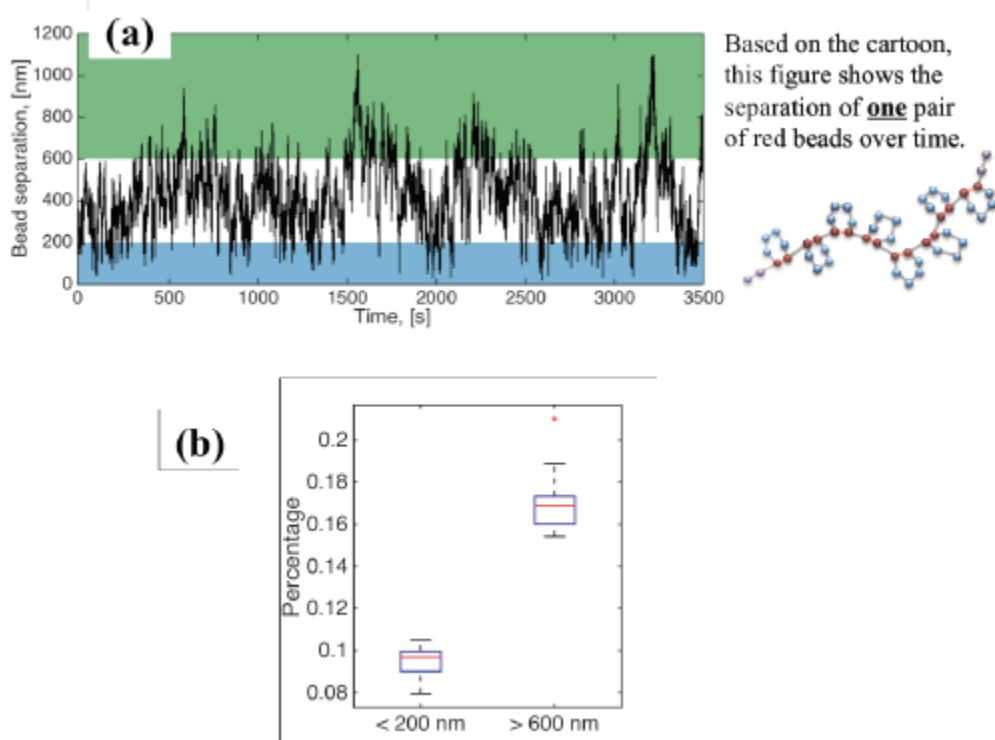 (a)
Bead separation, [nm]
1200
1000
800
600
400
200
0
0 500 1000 1500 2000 2500 3000 3500
Time, [s]
Based on the cartoon,
this figure shows the
separation of one pair
of red beads over time.
(b)
Percentage
0.2
0.18
0.16
0.14
0.12
0.1
0.08
< 200 nm > 600 nm